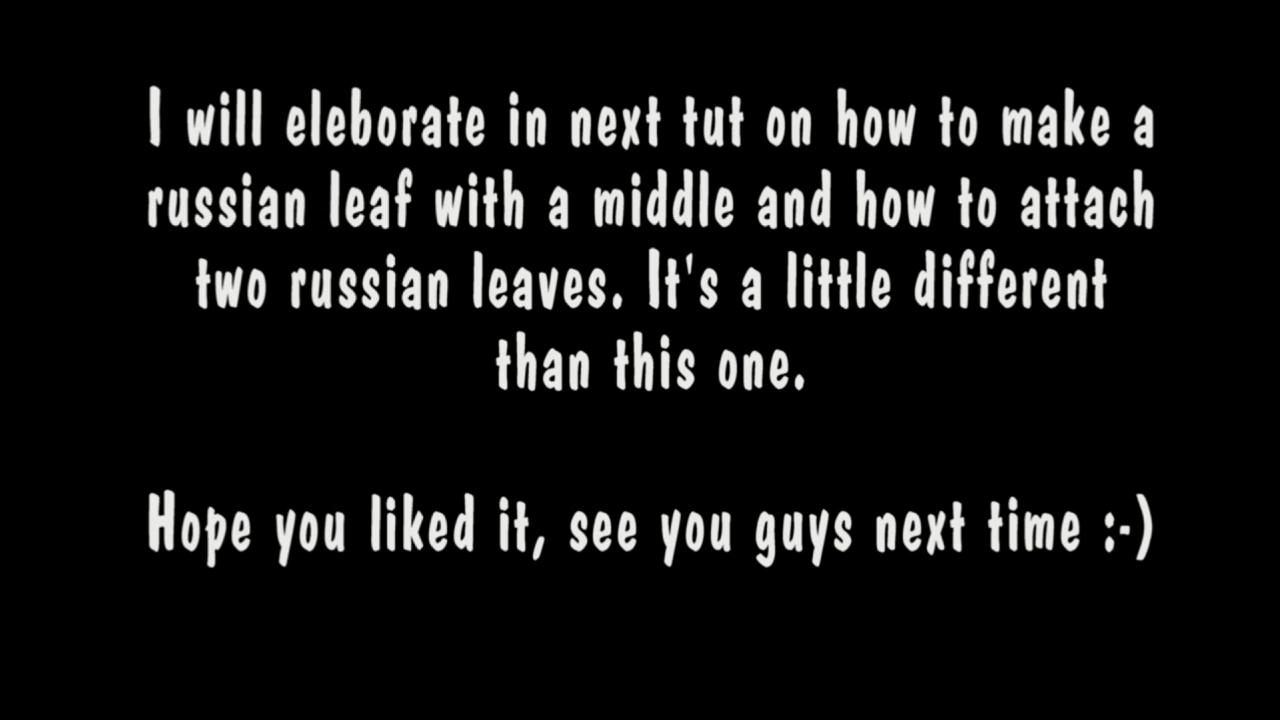 I will eleborate in next tut on how to make a
russian leaf with a middle and how to attach
two russian leaves. It's a little different
than this one.
Hope you liked it, see you guys next time :-)